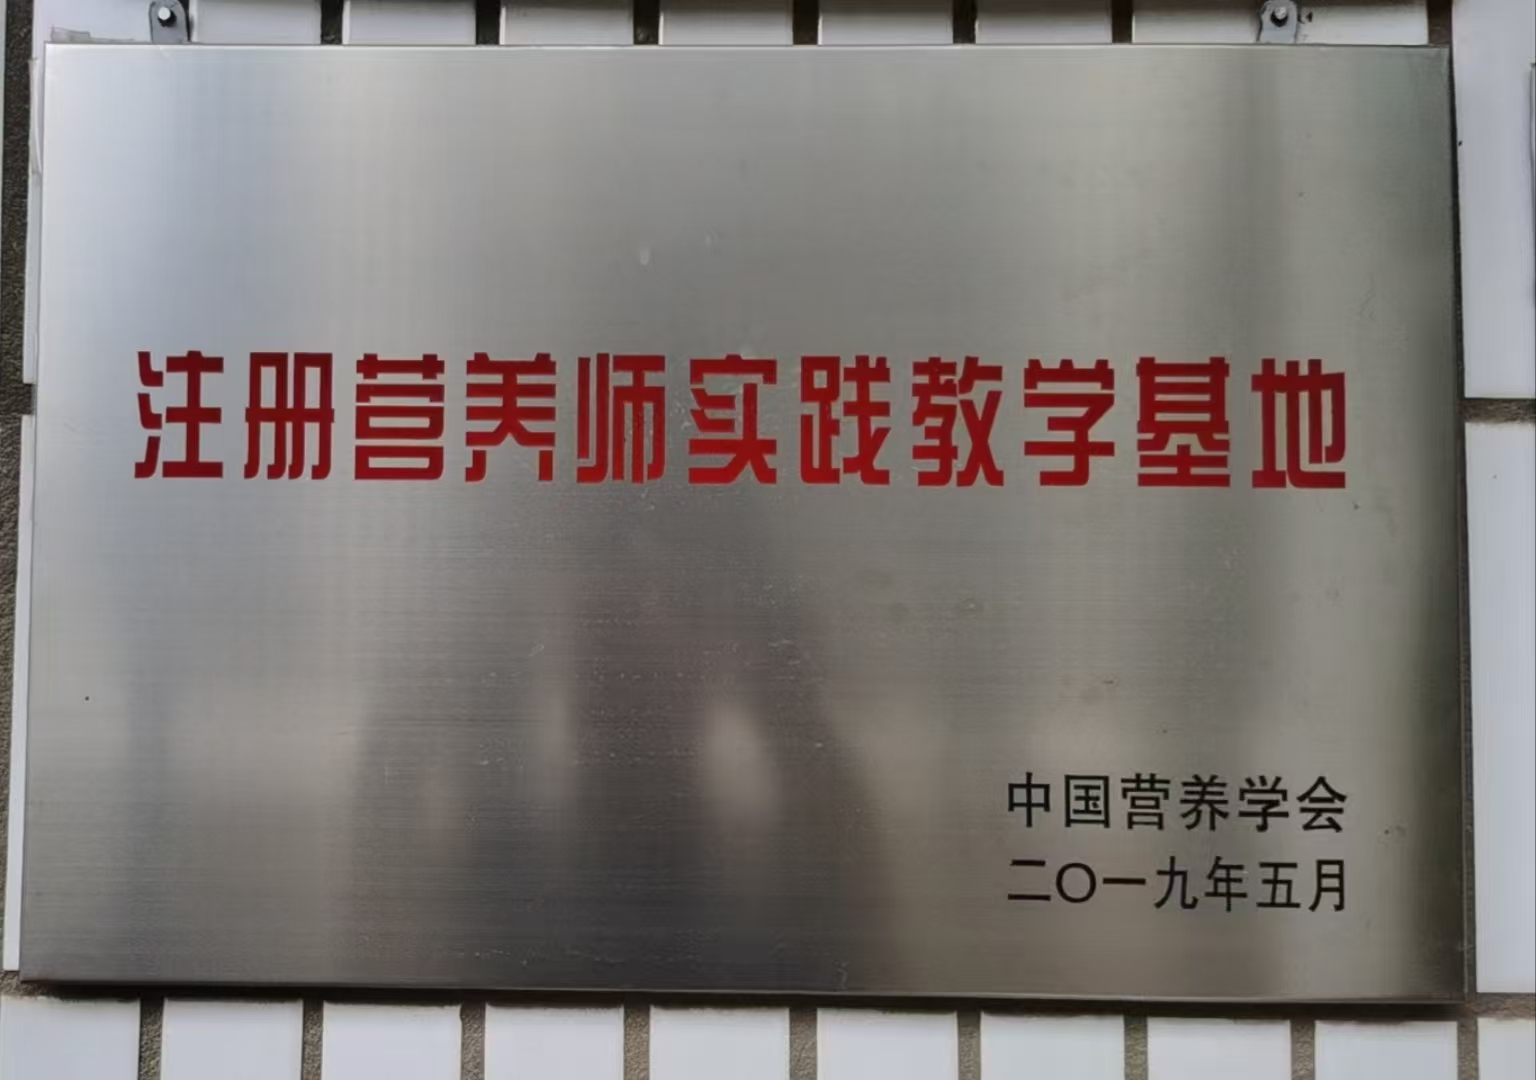 注册营养师实践教学基地
中国营养学会
二〇一九年五月